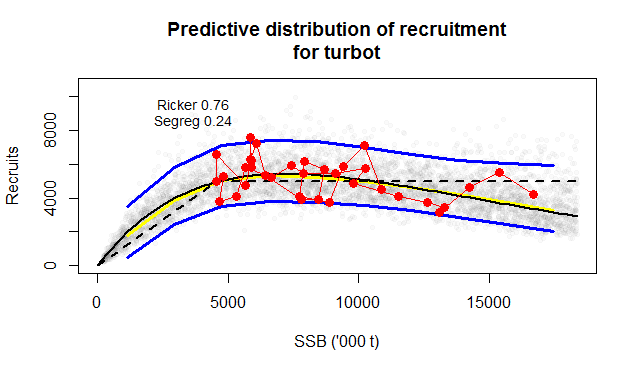 Predictive distribution of recruitment
for turbot
Ricker 0.76
Segreg 0.24
Recruits
8000
4000
0
0 5000 10000 15000
SSB ('000 t)